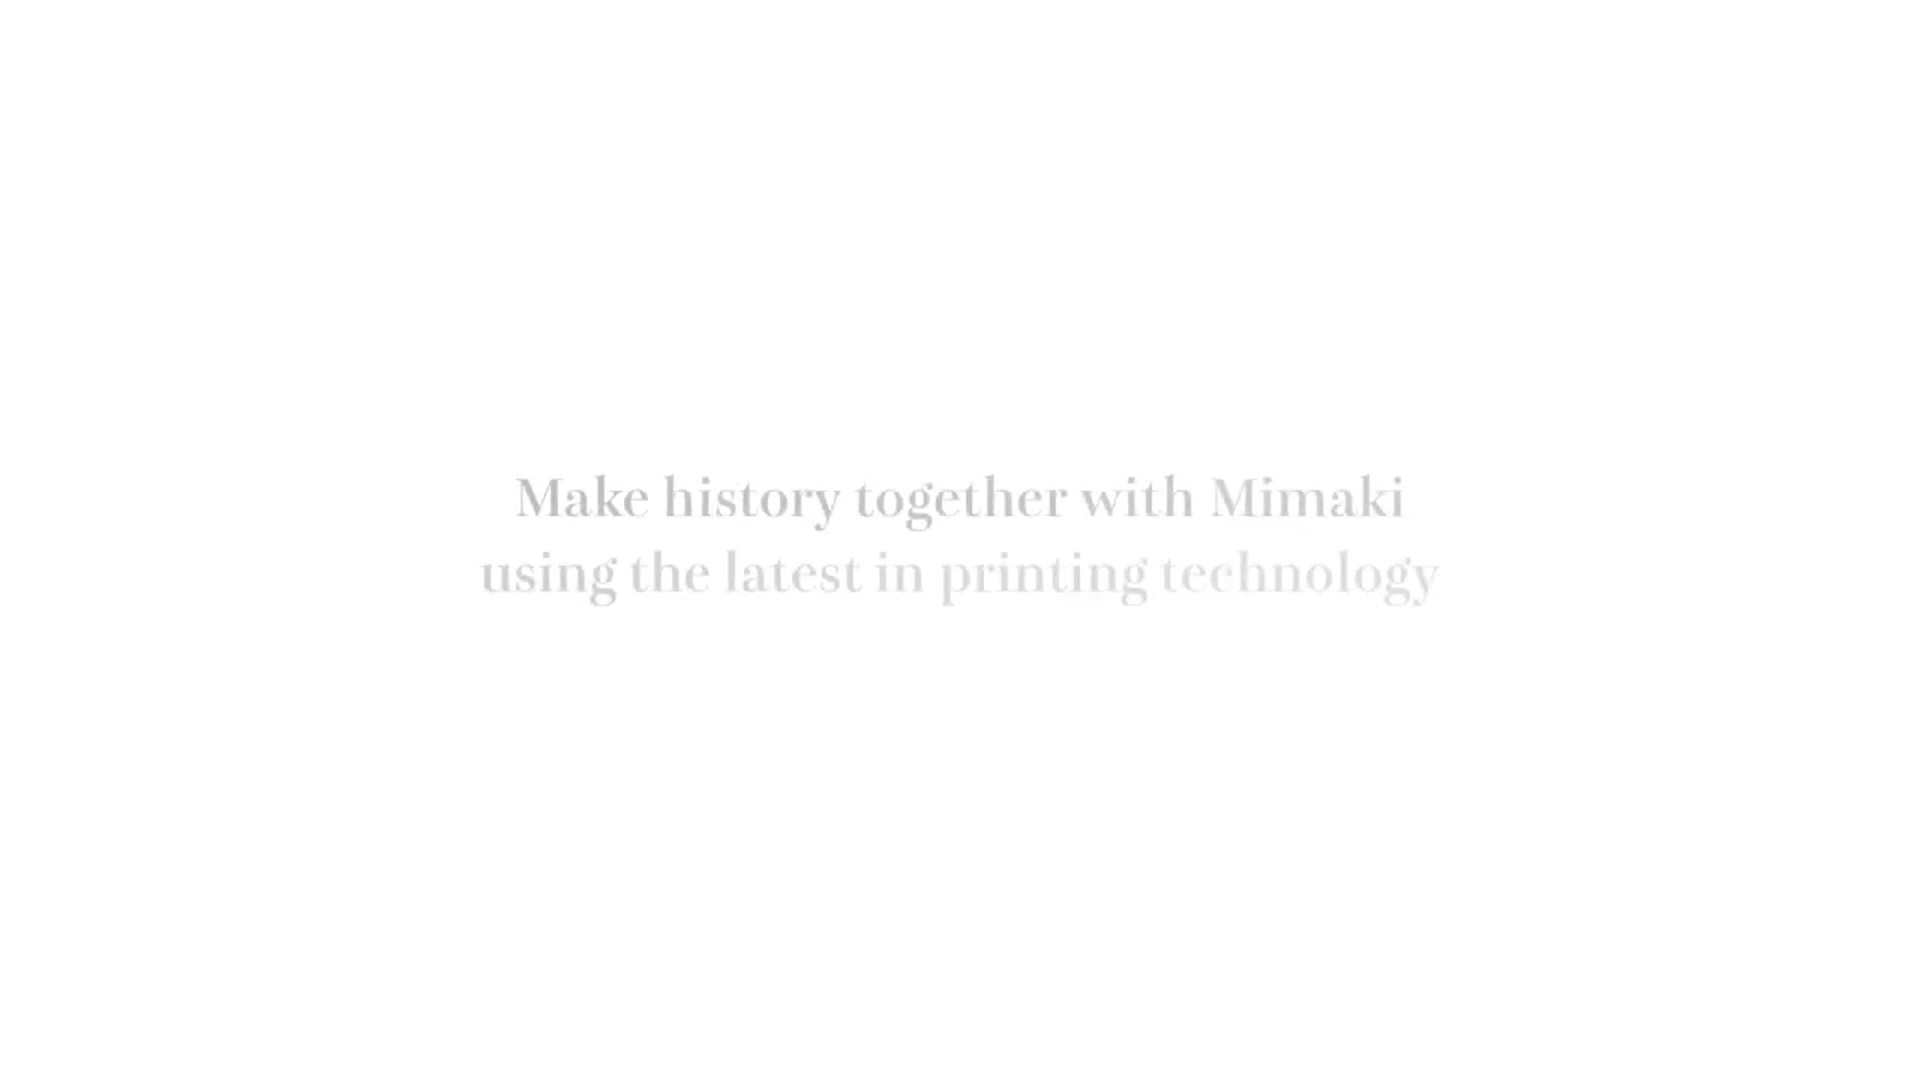 Make history together with Mimaki
using the latest in printing technology